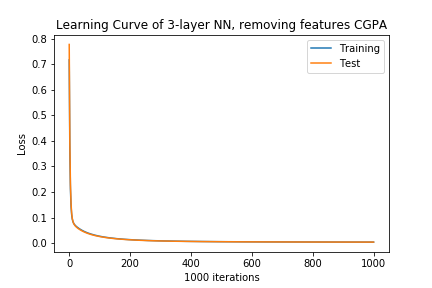 Learning Curve of 3-layer NN, removing features CGPA
Training
Test
0.8
0.7
0.6
0.5
0.4
0.3
0.2
0.1
0.0
Loss
0 200 400 600 800 1000
1000 iterations